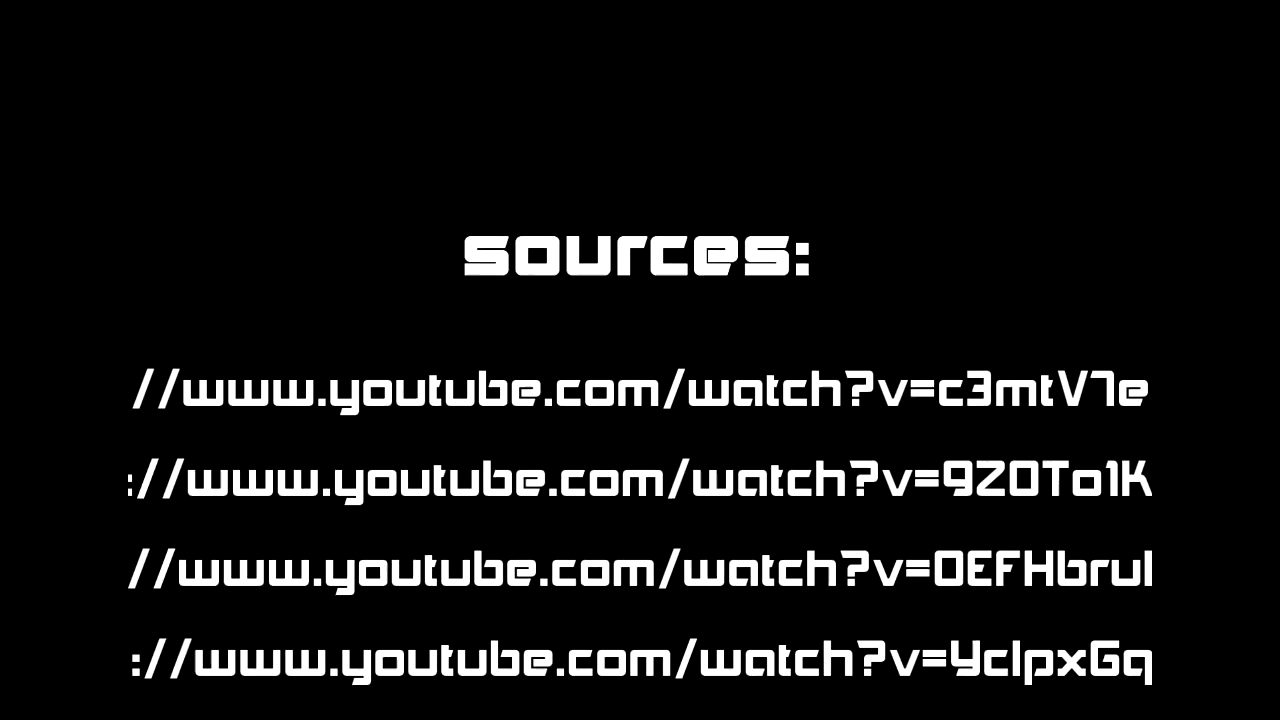 sources:
//www.youtube.com/watch?v=c3mtV7e
://www.youtube.com/watch?v=9Z0To1K
//www.youtube.com/watch?v=0EFHbruI
://www.youtube.com/watch?v=YcIpxGq